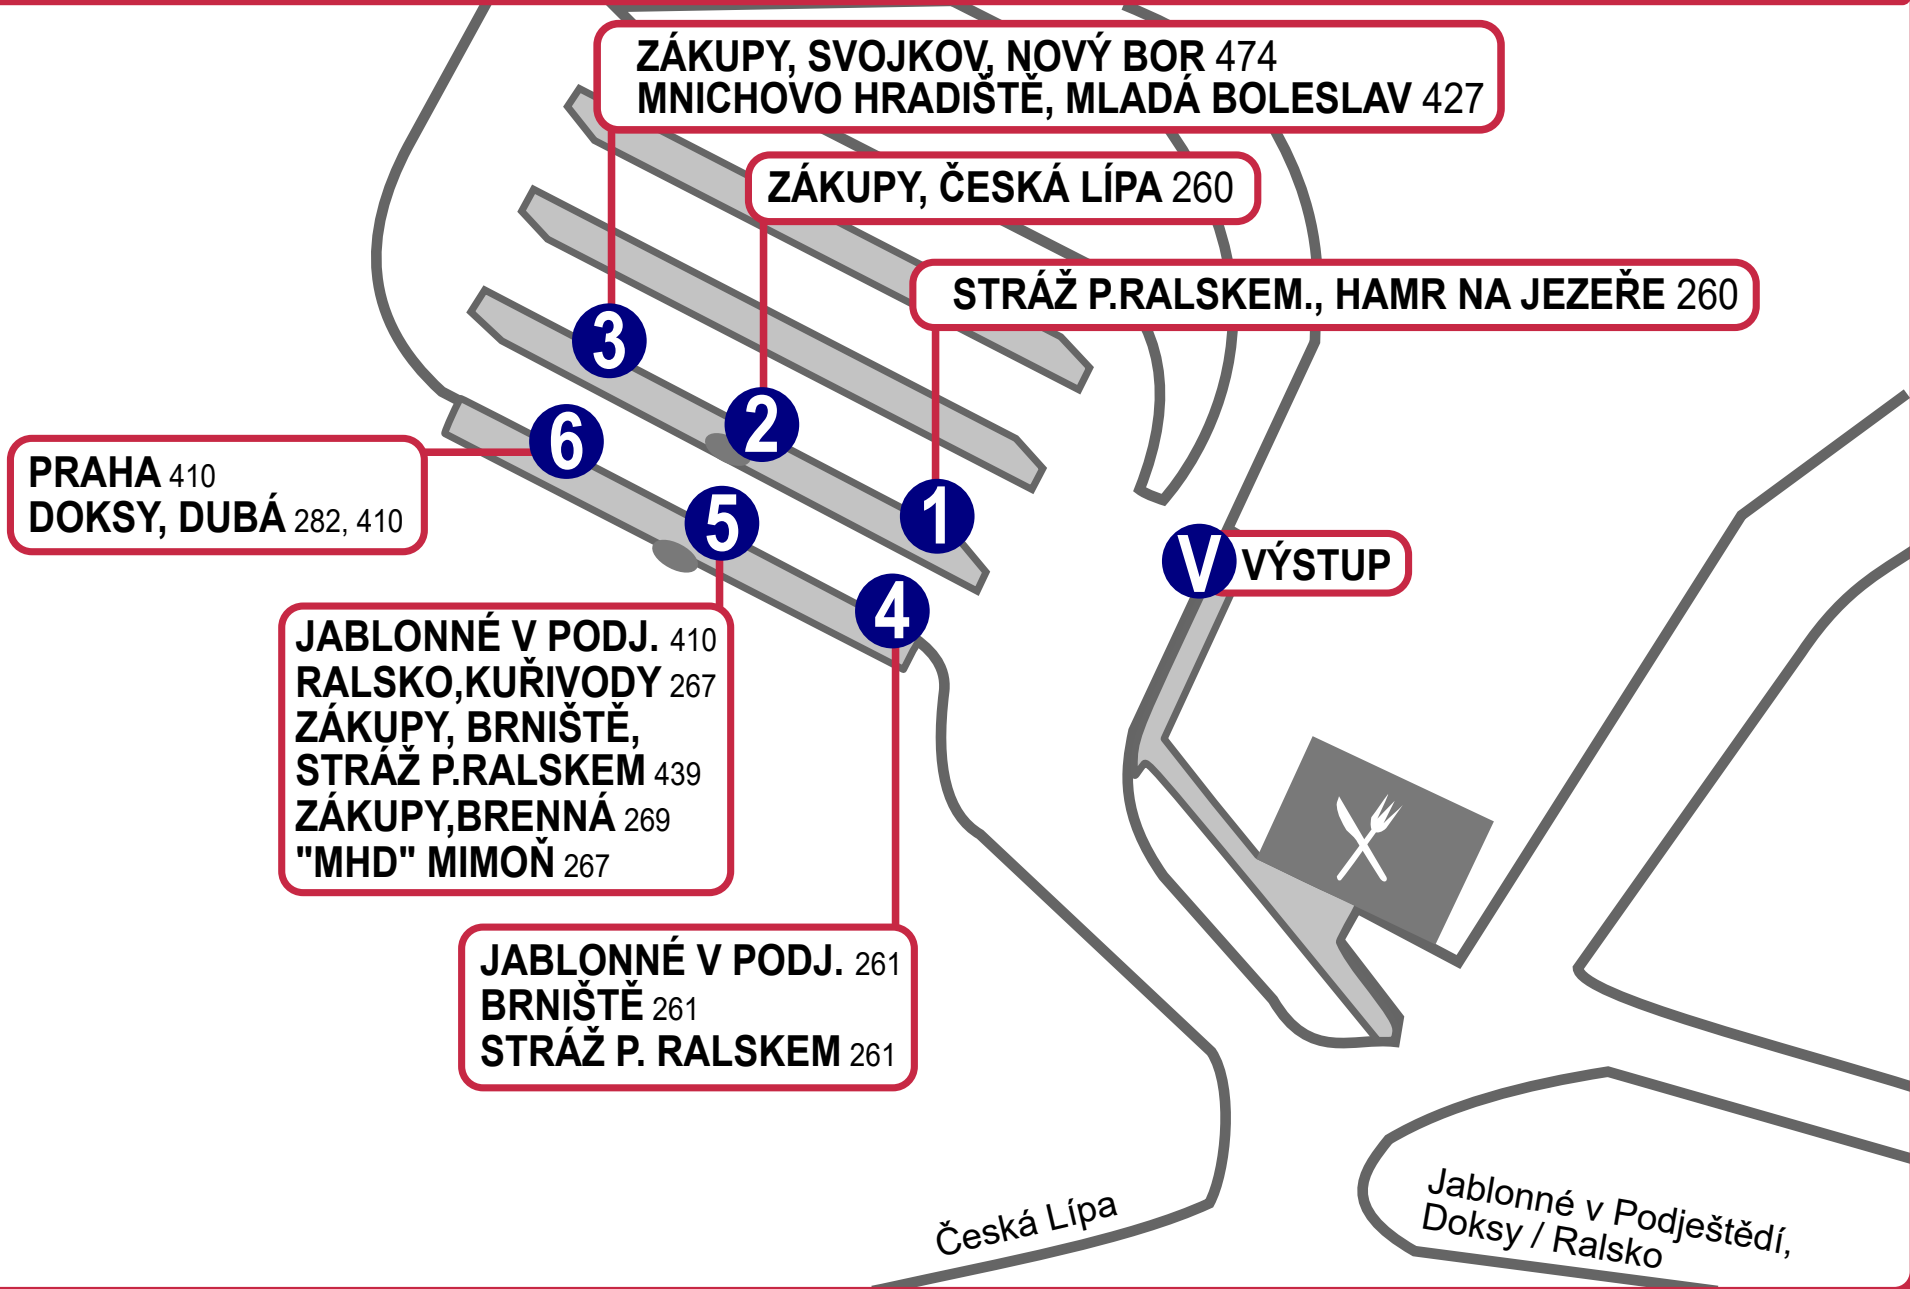 ZÁKUPY, SVOJKOV, NOVÝ BOR 474
MNICHOVO HRADIŠTĚ, MLADÁ BOLESLAV 427
ZÁKUPY, ČESKÁ LÍPA 260
STRÁŽ P.RALSKEM., HAMR NA JEZEŘE 260
3
2
1
6
5
4
PRAHA 410
DOKSY, DUBÁ 282, 410
V VÝSTUP
JABLONNÉ V PODJ. 410
RALSKO,KUŘIVODY 267
ZÁKUPY, BRNIŠTĚ,
STRÁŽ P.RALSKEM 439
ZÁKUPY,BRENNÁ 269
"MHD" MIMOŇ 267
JABLONNÉ V PODJ. 261
BRNIŠTĚ 261
STRÁŽ P. RALSKEM 261
Česká Lípa
Jablonné v Podještědí,
Doksy / Ralsko